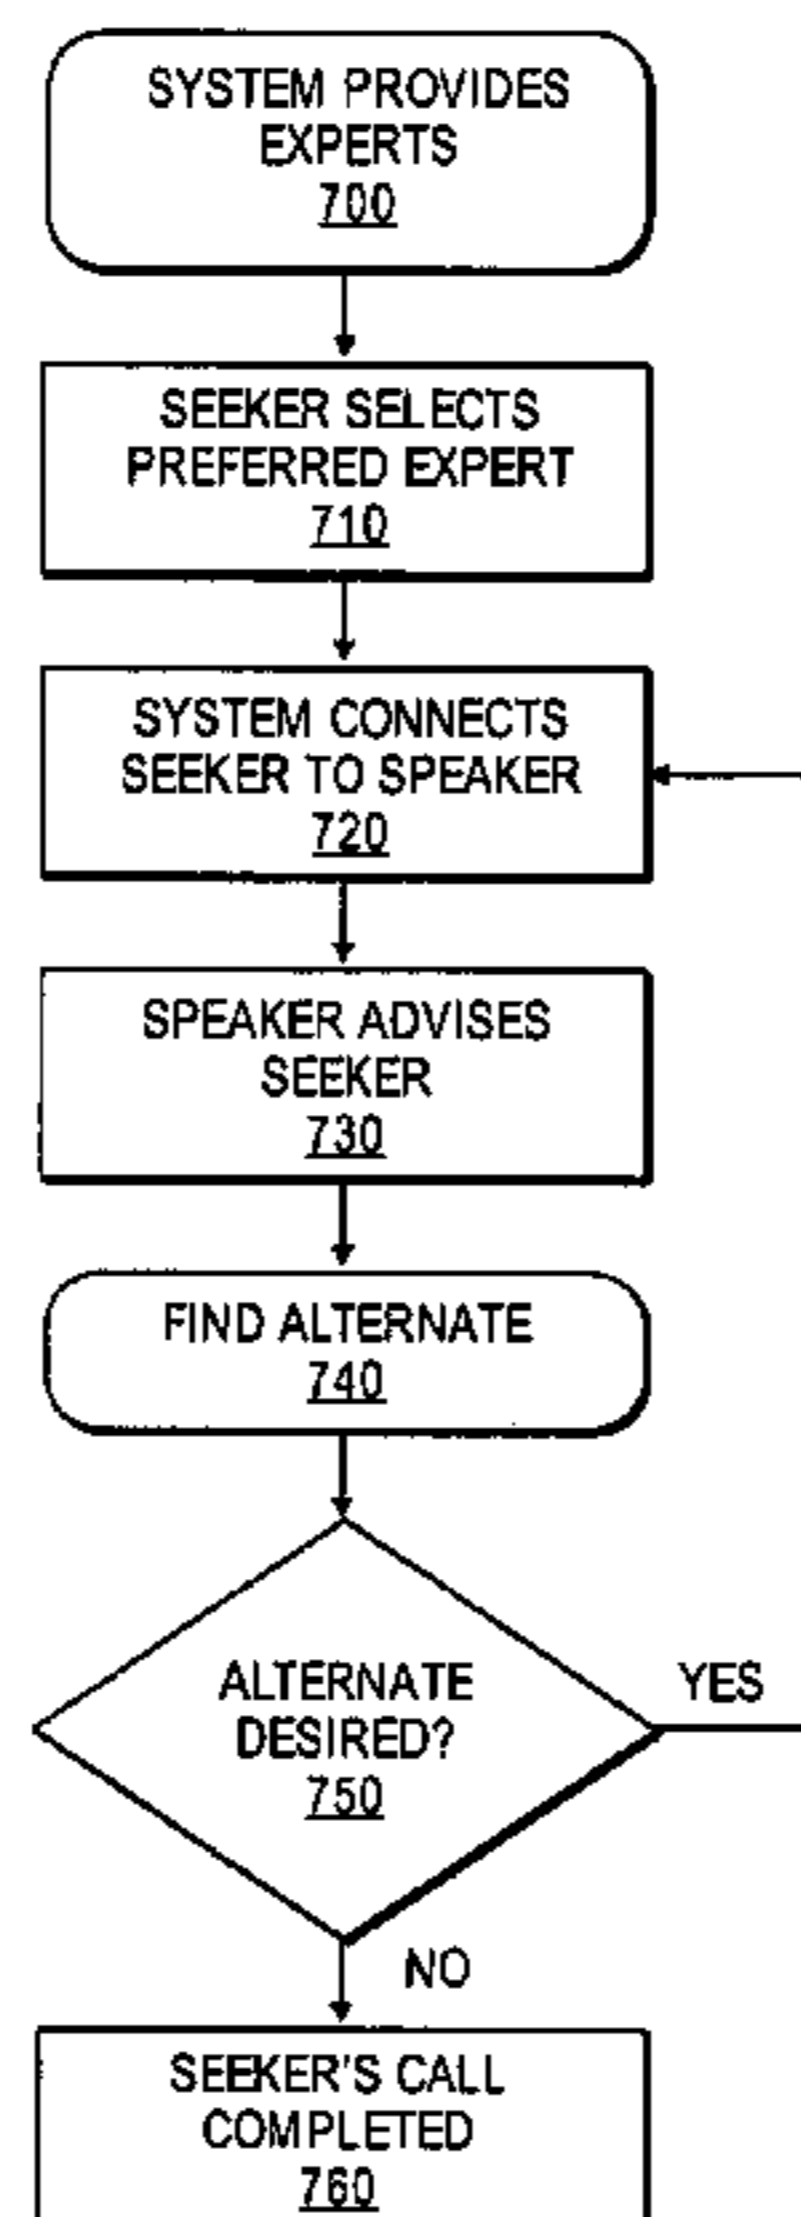 SYSTEM PROVIDES
EXPERTS
700
SEEKER SELECTS
PREFERRED EXPERT
710
SYSTEM CONNECTS
SEEKER TO SPEAKER
720
SPEAKER ADVISES
SEEKER
730
FIND ALTERNATE
740
ALTERNATE
DESIRED?
750
YES
NO
SEEKER'S CALL
COMPLETED
760